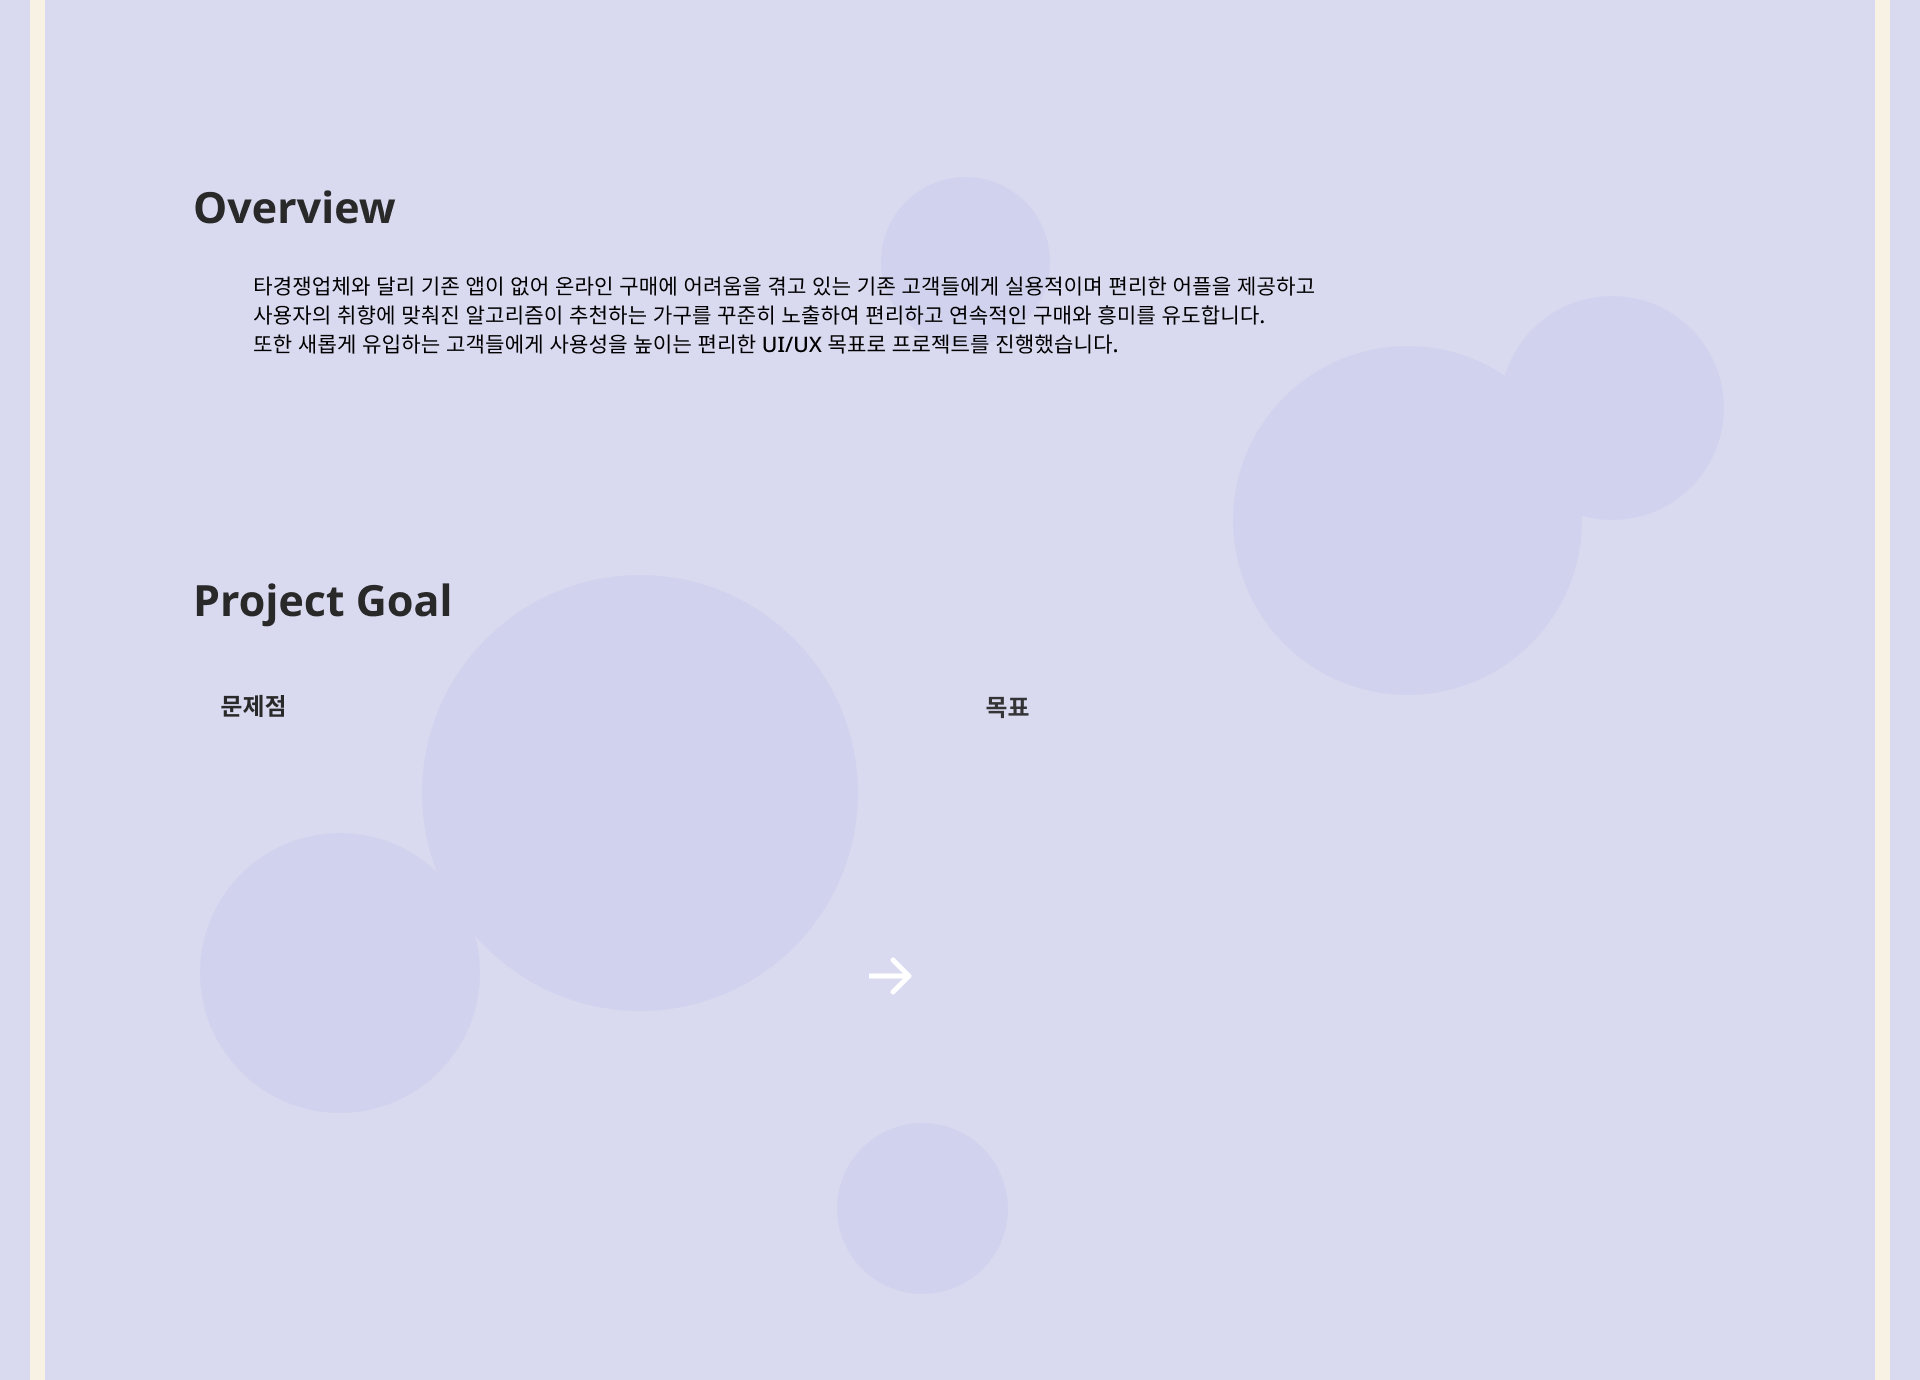 Overview
타경쟁업체와 달리 기존 앱이 없어 온라인 구매에 어려움을 겪고 있는 기존 고객들에게 실용적이며 편리한 어플을 제공하고
사용자의 취향에 맞춰진 알고리즘이 추천하는 가구를 꾸준히 노출하여 편리하고 연속적인 구매와 흥미를 유도합니다.
또한 새롭게 유입하는 고객들에게 사용성을 높이는 편리한 UI/UX 목표로 프로젝트를 진행했습니다.
Project Goal
문제점
목표